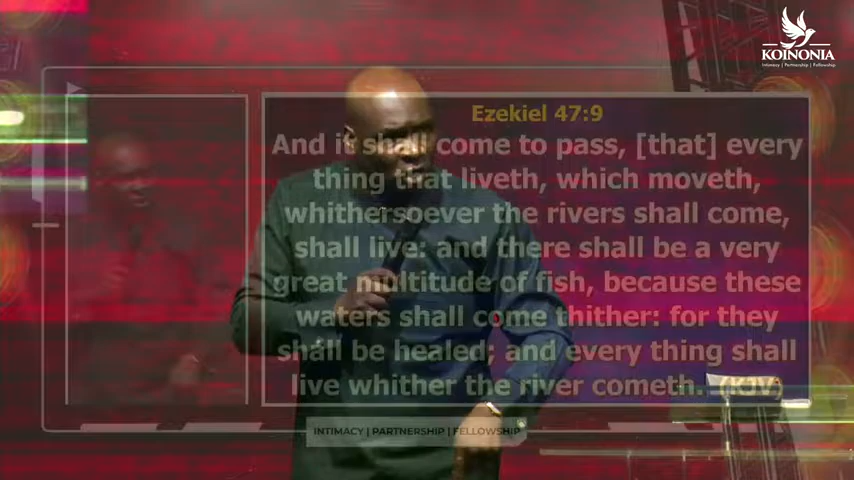 KOINONIA
Intimacy | Partnership | Fellowship
Ezekiel 47:9
And it shall come to pass, [that] every
thing that liveth, which moveth,
whithersoever the rivers shall come,
shall live: and there shall be a very
great multitude of fish, because these
waters shall come thither: for they
shall be healed; and every thing shall
live whither the river cometh. (KJV)
INTIMACY | PARTNERSHIP | FELLOWSHIP